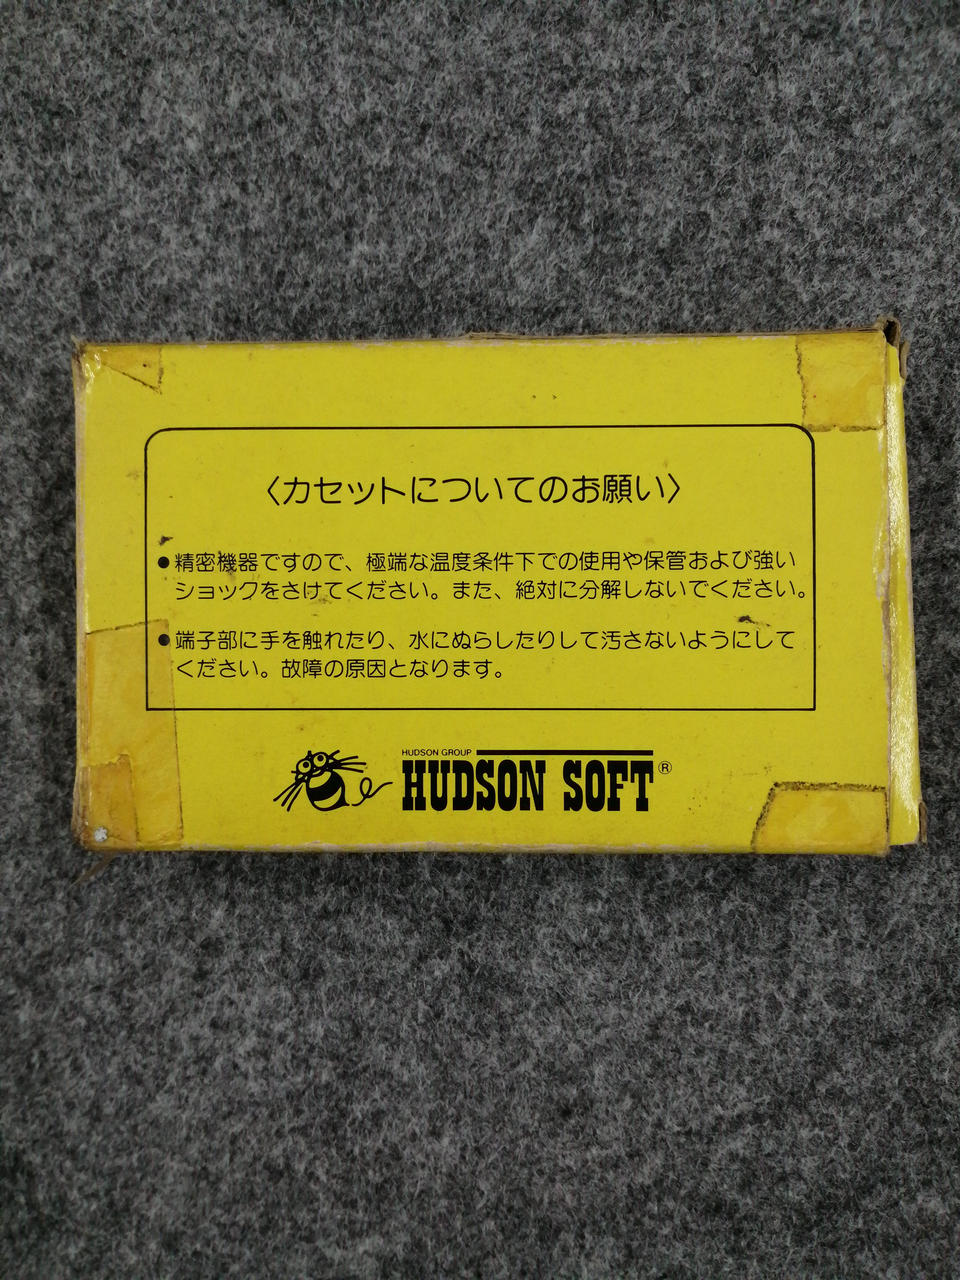 〈カセットについてのお願い〉
●精密機器ですので、極端な温度条件下での使用や保管および強い
ショックをさけてください。また、絶対に分解しないでください。
●端子部に手を触れたり、水にぬらしたりして汚さないようにして
ください。故障の原因となります。
HUDSON GROUP
HUDSON SOFT®